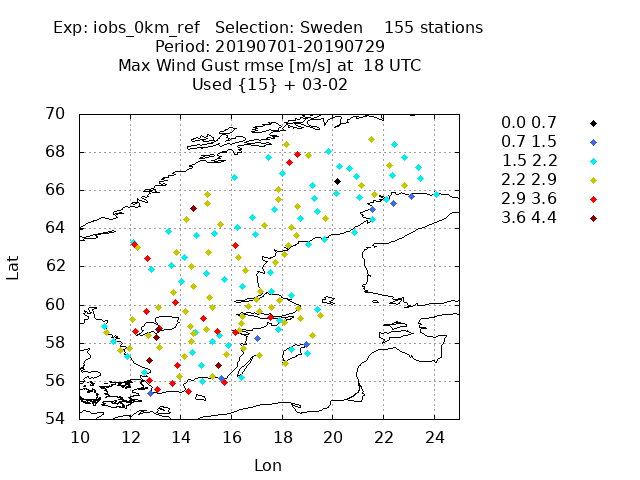 Exp: iobs_0km_ref   Selection: Sweden    155 stations
Period: 20190701-20190729
Max Wind Gust rmse [m/s] at  18 UTC
Used {15} + 03-02
70
68
66
64
62
60
58
56
54
10 12 14 16 18 20 22 24
Lat
Lon
0.0 0.7
0.7 1.5
1.5 2.2
2.2 2.9
2.9 3.6
3.6 4.4